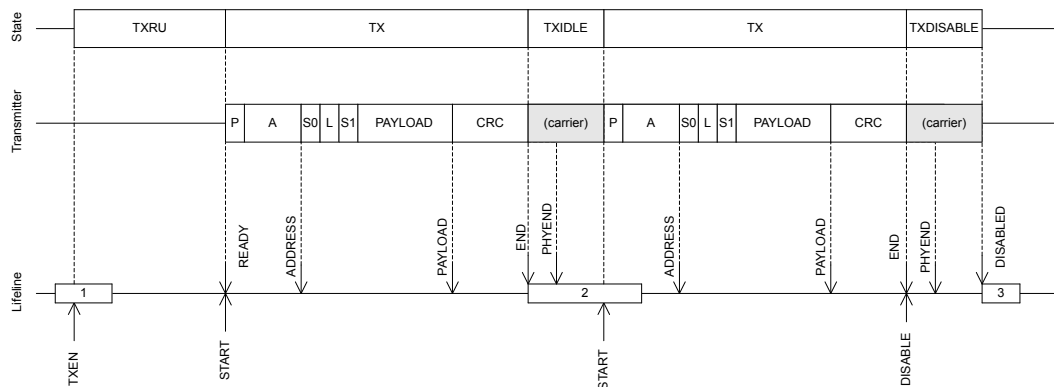 State
TXRU TX TXIDLE TX TXDISABLE
Transmitter
P A S0 L S1 PAYLOAD CRC (carrier) P A S0 L S1 PAYLOAD CRC (carrier)
READY ADDRESS PAYLOAD END PHYEND ADDRESS PAYLOAD END PHYEND DISABLED
Lifeline
1 2 3
TXEN START START DISABLE